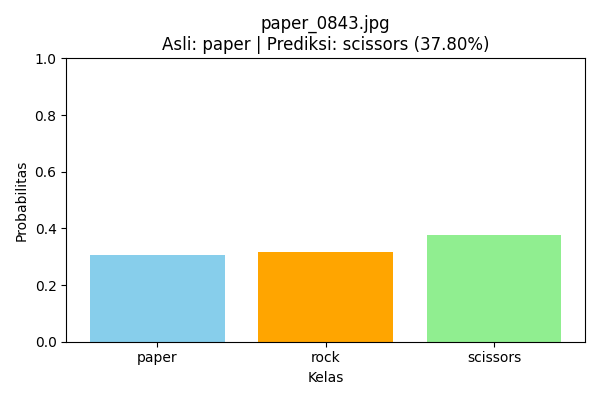 paper_0843.jpg
Asli: paper | Prediksi: scissors (37.80%)
1.0
0.8
0.6
0.4
0.2
0.0
Probabilitas
paper rock scissors
Kelas